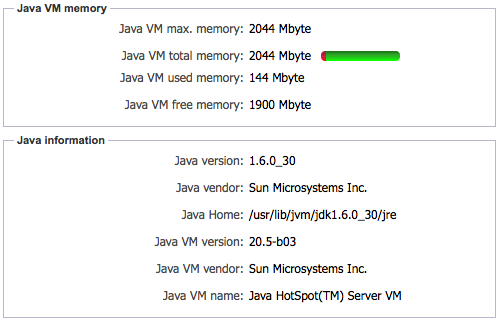 Java VM memory
Java VM max. memory: 2044 Mbyte
Java VM total memory: 2044 Mbyte
Java VM used memory: 144 Mbyte
Java VM free memory: 1900 Mbyte
Java information
Java version: 1.6.0_30
Java vendor: Sun Microsystems Inc.
Java Home: /usr/lib/jvm/jdk1.6.0_30/jre
Java VM version: 20.5-b03
Java VM vendor: Sun Microsystems Inc.
Java VM name: Java HotSpot(TM) Server VM